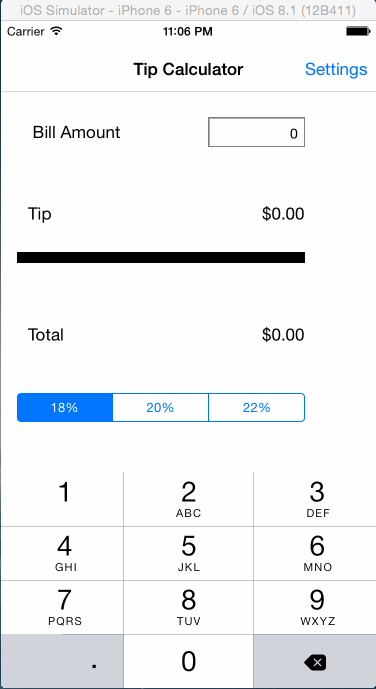 iOS Simulator - iPhone 6 - iPhone 6 / iOS 8.1 (12B411)
Carrier 11:06 PM
Tip Calculator Settings
Bill Amount 0
Tip $0.00
Total $0.00
18% 20% 22%
1 2 3
ABC DEF
4 5 6
GHI JKL MNO
7 8 9
PQRS TUV WXYZ
. 0